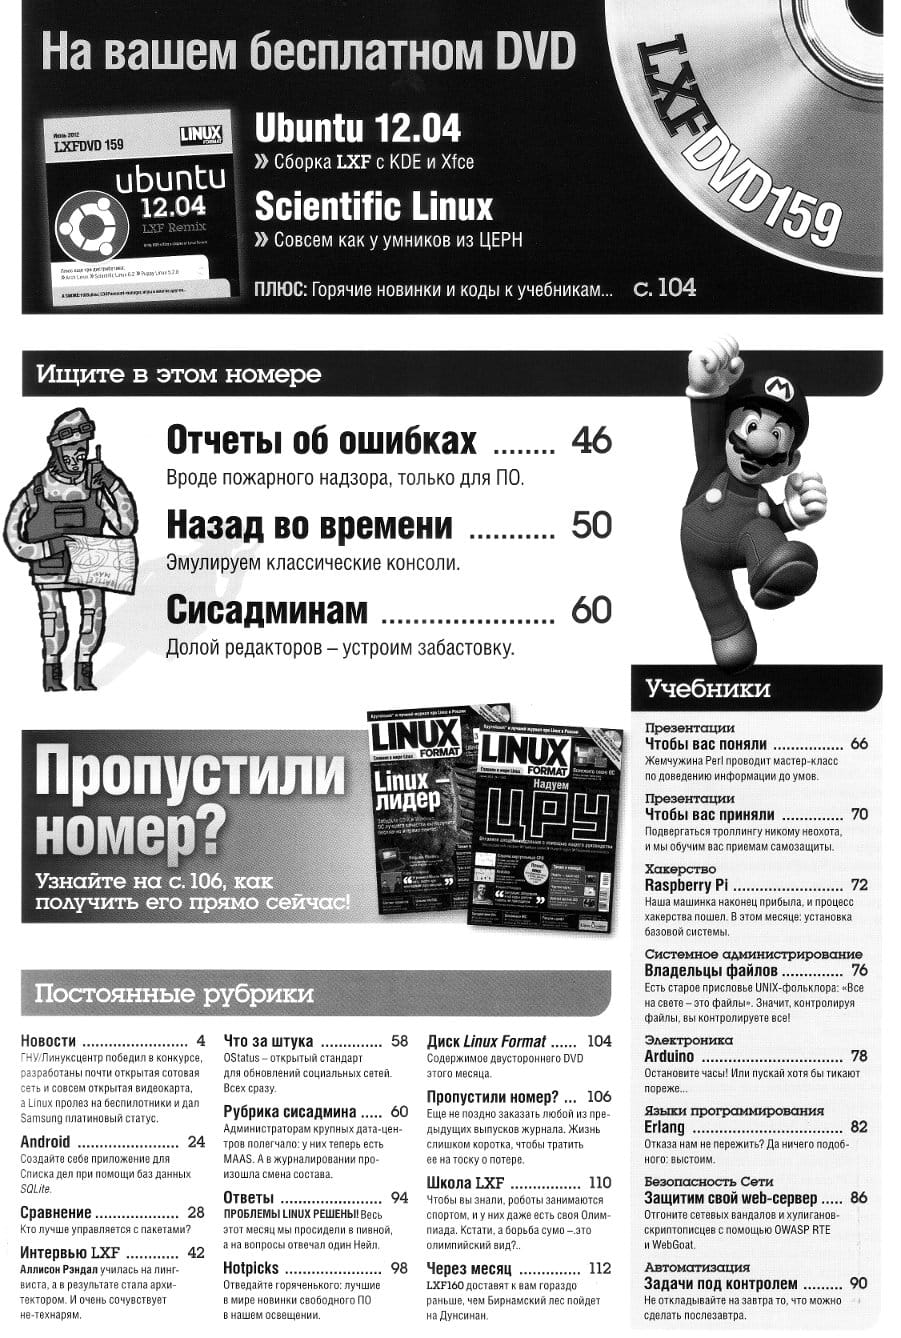 На вашем бесплатном DVD
LXFDVD159
Июнь 2012
LXFDVD 159
LINUX
FORMAT
ubuntu
12.04
LXF Remix
Ubuntu 12.04
» Сборка LXF с KDE и Xfce
Scientific Linux
» Совсем как у умников из ЦЕРН
ПЛЮС: Горячие новинки и коды к учебникам... с. 104
Ищите в этом номере
Отчеты об ошибках ........ 46
Вроде пожарного надзора, только для ПО.
Назад во времени ........... 50
Эмулируем классические консоли.
Сисадминам ...................... 60
Долой редакторов – устроим забастовку.
M
BATTLE
MAP
Пропустили
номер?
Узнайте на с. 106, как
получить его прямо сейчас!
LINUX
FORMAT
Linux –
лидер
LINUX
FORMAT
Надуем
ЦРУ
Постоянные рубрики
Новости ...................... 4
ГНУ/Линуксцентр победил в конкурсе,
разработаны почти открытая сотовая
сеть и совсем открытая видеокарта,
а Linux пролез на беспилотники и дал
Samsung платиновый статус.
Android ..................... 24
Создайте себе приложение для
Списка дел при помощи баз данных
SQLite.
Сравнение ................. 28
Кто лучше управляется с пакетами?
Интервью LXF ............ 42
Аллисон Рэндал училась на линг-
виста, а в результате стала архи-
тектором. И очень сочувствует
не-технарям.
Что за штука ............... 58
OStatus – открытый стандарт
для обновлений социальных сетей.
Всех сразу.
Рубрика сисадмина ..... 60
Администраторам крупных дата-цен-
тров полегчало: у них теперь есть
MAAS. А в журналировании про-
изошла смена состава.
Ответы ..................... 94
ПРОБЛЕМЫ LINUX РЕШЕНЫ! Весь
этот месяц мы просидели в пивной,
а на вопросы отвечал один Нейл.
Hotpicks .................... 98
Отведайте горяченького: лучшие
в мире новинки свободного ПО
в нашем освещении.
Диск Linux Format ...... 104
Содержимое двустороннего DVD
этого месяца.
Пропустили номер? ... 106
Еще не поздно заказать любой из пре-
дыдущих выпусков журнала. Жизнь
слишком коротка, чтобы тратить
ее на тоску о потере.
Школа LXF ................ 110
Чтобы вы знали, роботы занимаются
спортом, и у них даже есть своя Олим-
пиада. Кстати, а борьба сумо –.это
олимпийский вид?..
Через месяц .............. 112
LXF160 доставят к вам гораздо
раньше, чем Бирнамский лес пойдет
на Дунсинан.
Учебники
Презентации
Чтобы вас поняли ............... 66
Жемчужина Perl проводит мастер-класс
по доведению информации до умов.
Презентации
Чтобы вас приняли ............. 70
Подвергаться троллингу никому неохота,
и мы обучим вас приемам самозащиты.
Хакерство
Raspberry Pi ....................... 72
Наша машинка наконец прибыла, и процесс
хакерства пошел. В этом месяце: установка
базовой системы.
Системное администрирование
Владельцы файлов ............. 76
Есть старое присловье UNIX-фольклора: «Все
на свете – это файлы». Значит, контролируя
файлы, вы контролируете все!
Электроника
Arduino ............................. 78
Остановите часы! Или пускай хотя бы тикают
пореже...
Языки программирования
Erlang ............................... 82
Отказа нам не пережить? Да ничего подоб-
ного: выстоим.
Безопасность Сети
Защитим свой web-сервер ..... 86
Отгоните сетевых вандалов и хулиганов-
скриптописцев с помощью OWASP RTE
и WebGoat.
Автоматизация
Задачи под контролем ......... 90
Не откладывайте на завтра то, что можно
сделать послезавтра.